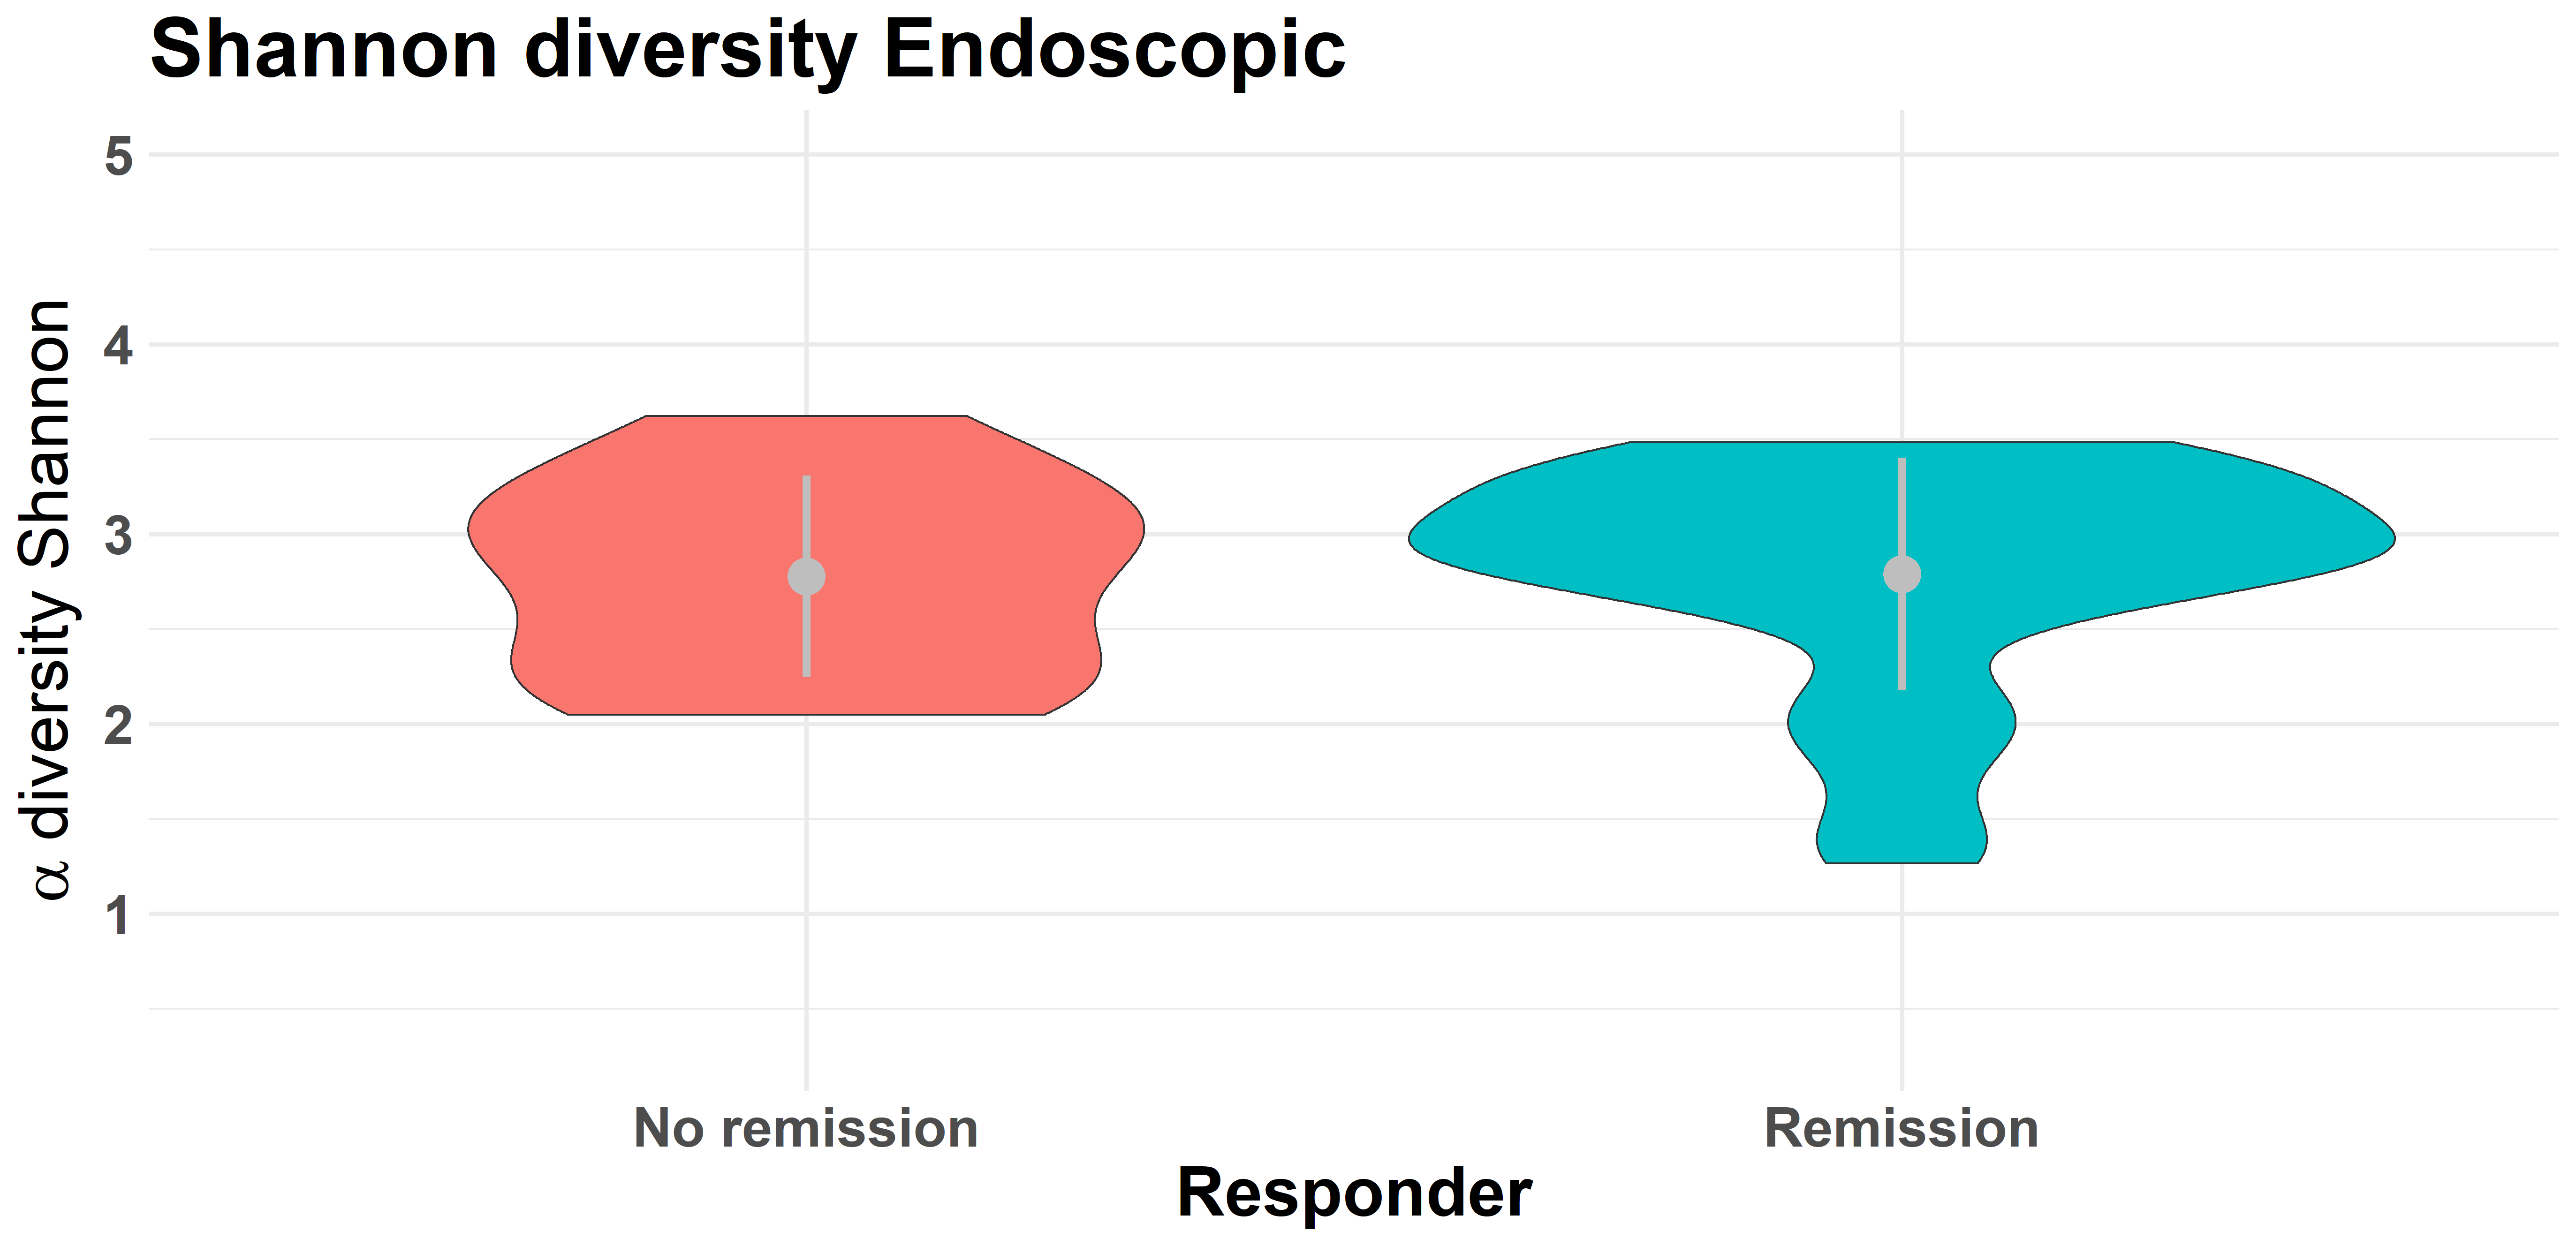 Shannon diversity Endoscopic
α diversity Shannon
5
4
3
2
1
No remission
Remission
Responder